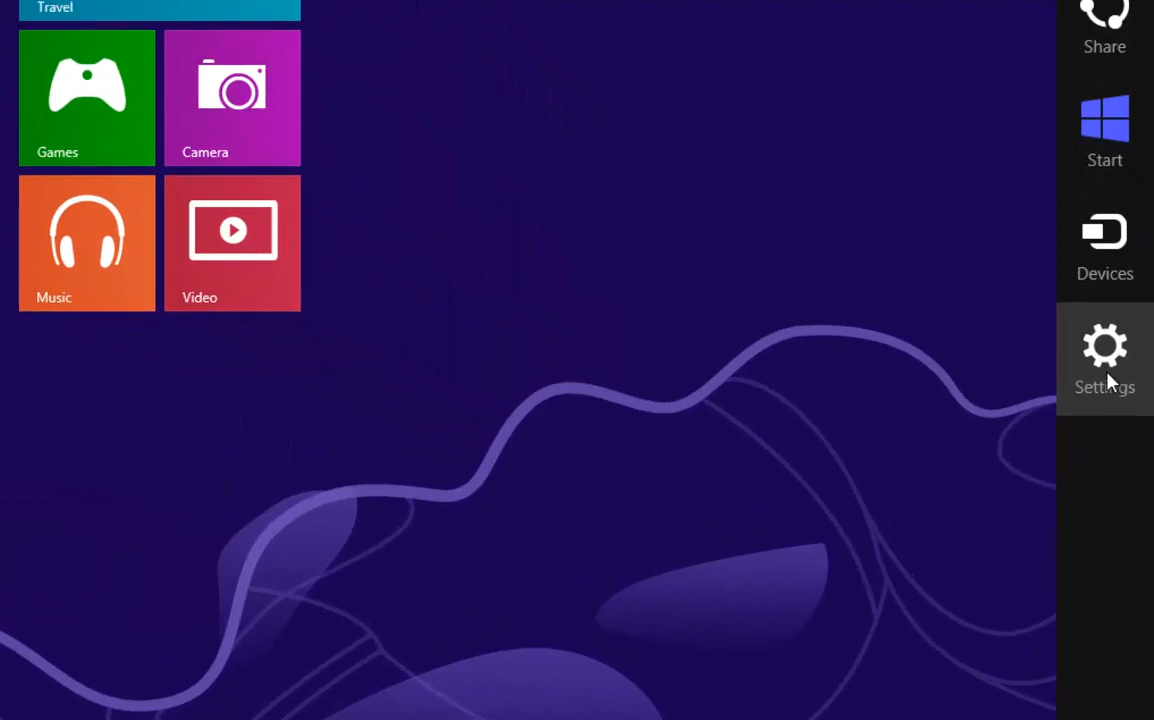 Travel
Share
Games
Camera
Start
Devices
Music
Video
Settings